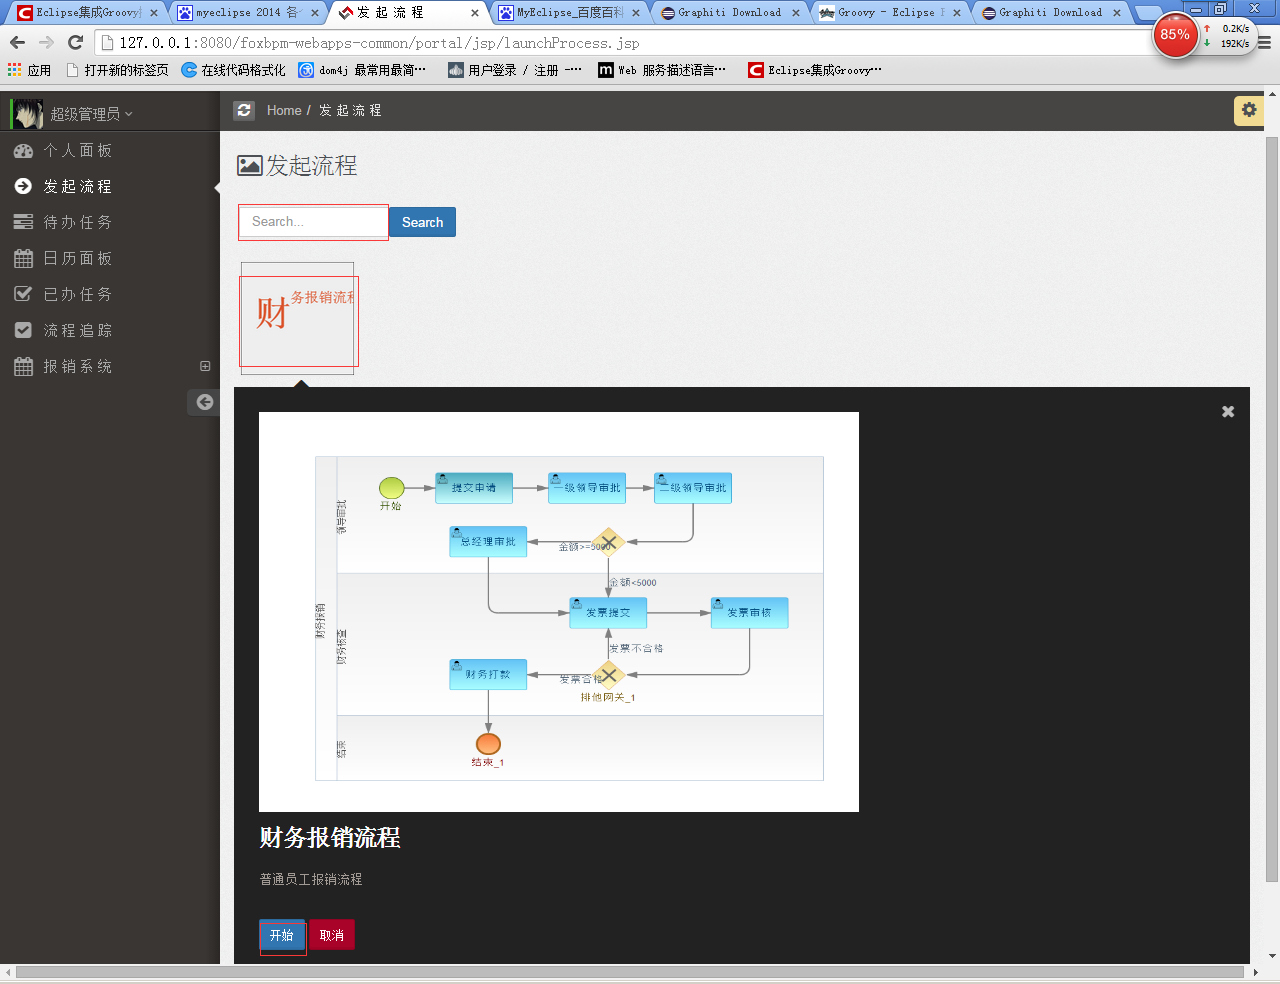 Eclipse集成Groovy
myeclipse 2014 各
发 起 流 程
MyEclipse_百度百科
Graphiti Download
Groovy - Eclipse
Graphiti Download
127.0.0.1:8080/foxbpm-webapps-common/portal/jsp/launchProcess.jsp
85%
0.2K/s
192K/s
应用
打开新的标签页
在线代码格式化
dom4j 最常用最简…
用户登录 / 注册 -…
Web 服务描述语言…
Eclipse集成Groovy…
超级管理员
Home / 发 起 流 程
个人面板
发起流程
待办任务
日历面板
已办任务
流程追踪
报销系统
发起流程
Search...
Search
财务报销流程
财务报销
领导审批
开始
提交申请
一级领导审批
二级领导审批
总经理审批
金额>=5000
金额<5000
财务核查
发票提交
发票审核
发票不合格
财务打款
发票合格
排他网关_1
结束
结束_1
财务报销流程
普通员工报销流程
开始
取消